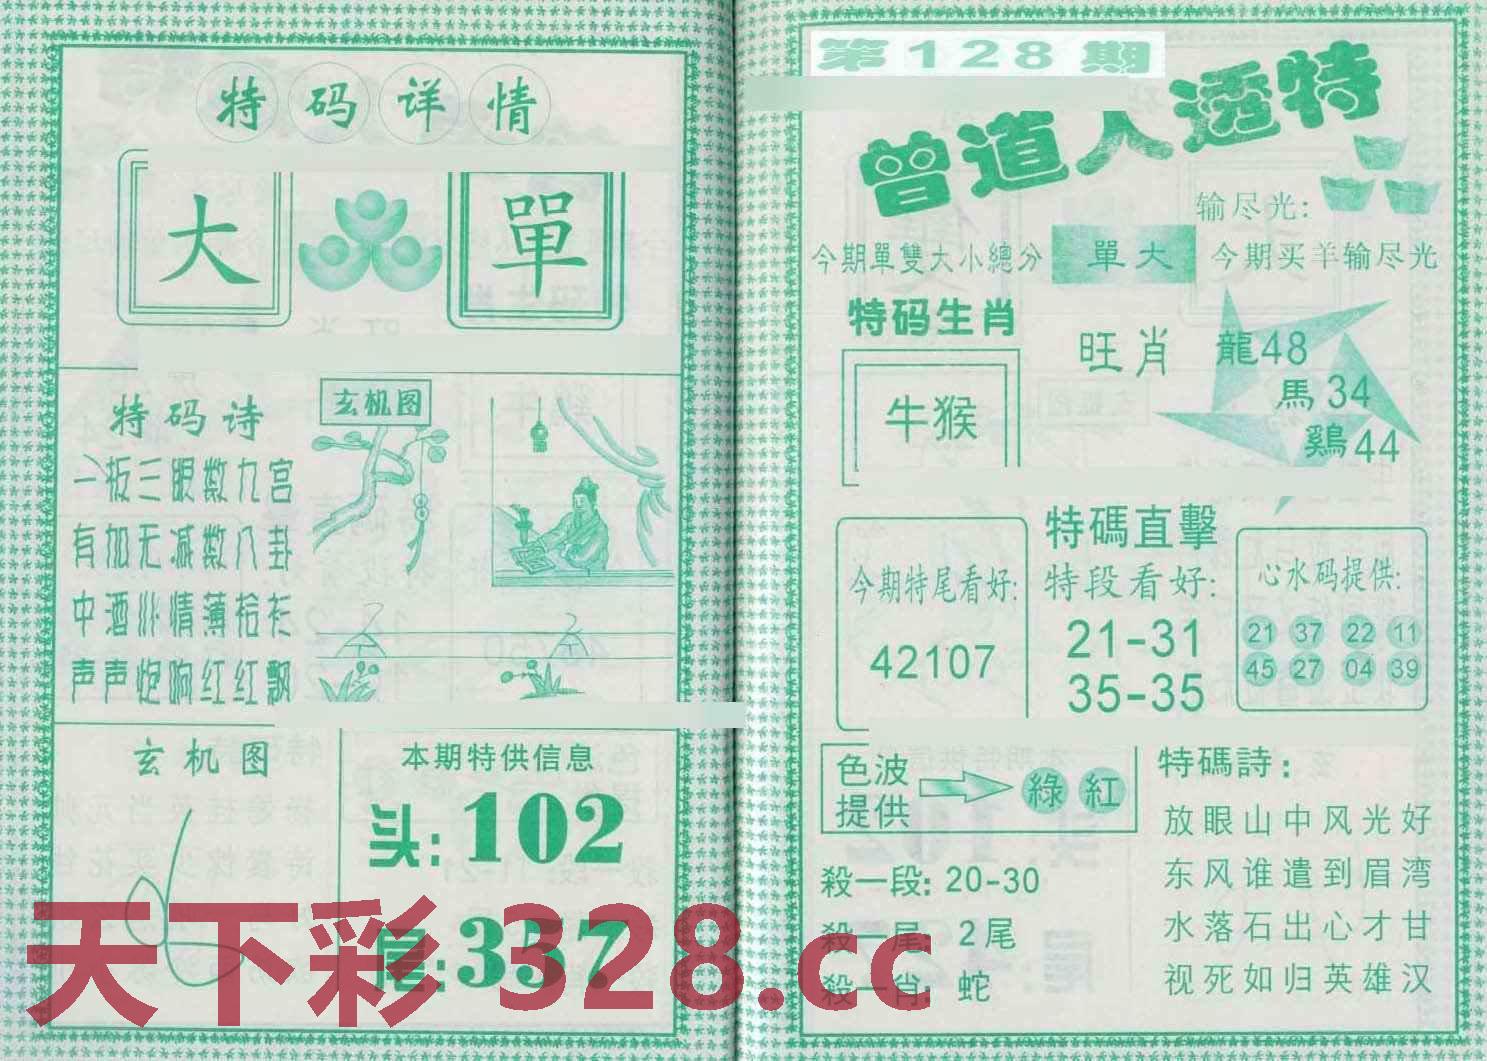 特码详情
大 單
特码诗
一板三眼数九宫
有加无减数八卦
中酒 情薄拾衫
声声炮响红红飘
玄机图
玄机图
本期特供信息
头:102
尾:337
第128期
曾道人透特
输尽光:
今期單雙大小總分 單大 今期买羊输尽光
特码生肖
牛猴
旺肖
龍48
馬34
鷄44
今期特尾看好:
42107
特碼直擊
特段看好:
21-31
35-35
心水码提供:
21 37 22 11
45 27 04 39
色波提供 綠 紅
殺一段: 20-30
殺一尾: 2尾
殺一肖: 蛇
特碼詩:
放眼山中风光好
东风谁遣到眉湾
水落石出心才甘
视死如归英雄汉
天下彩 328.cc